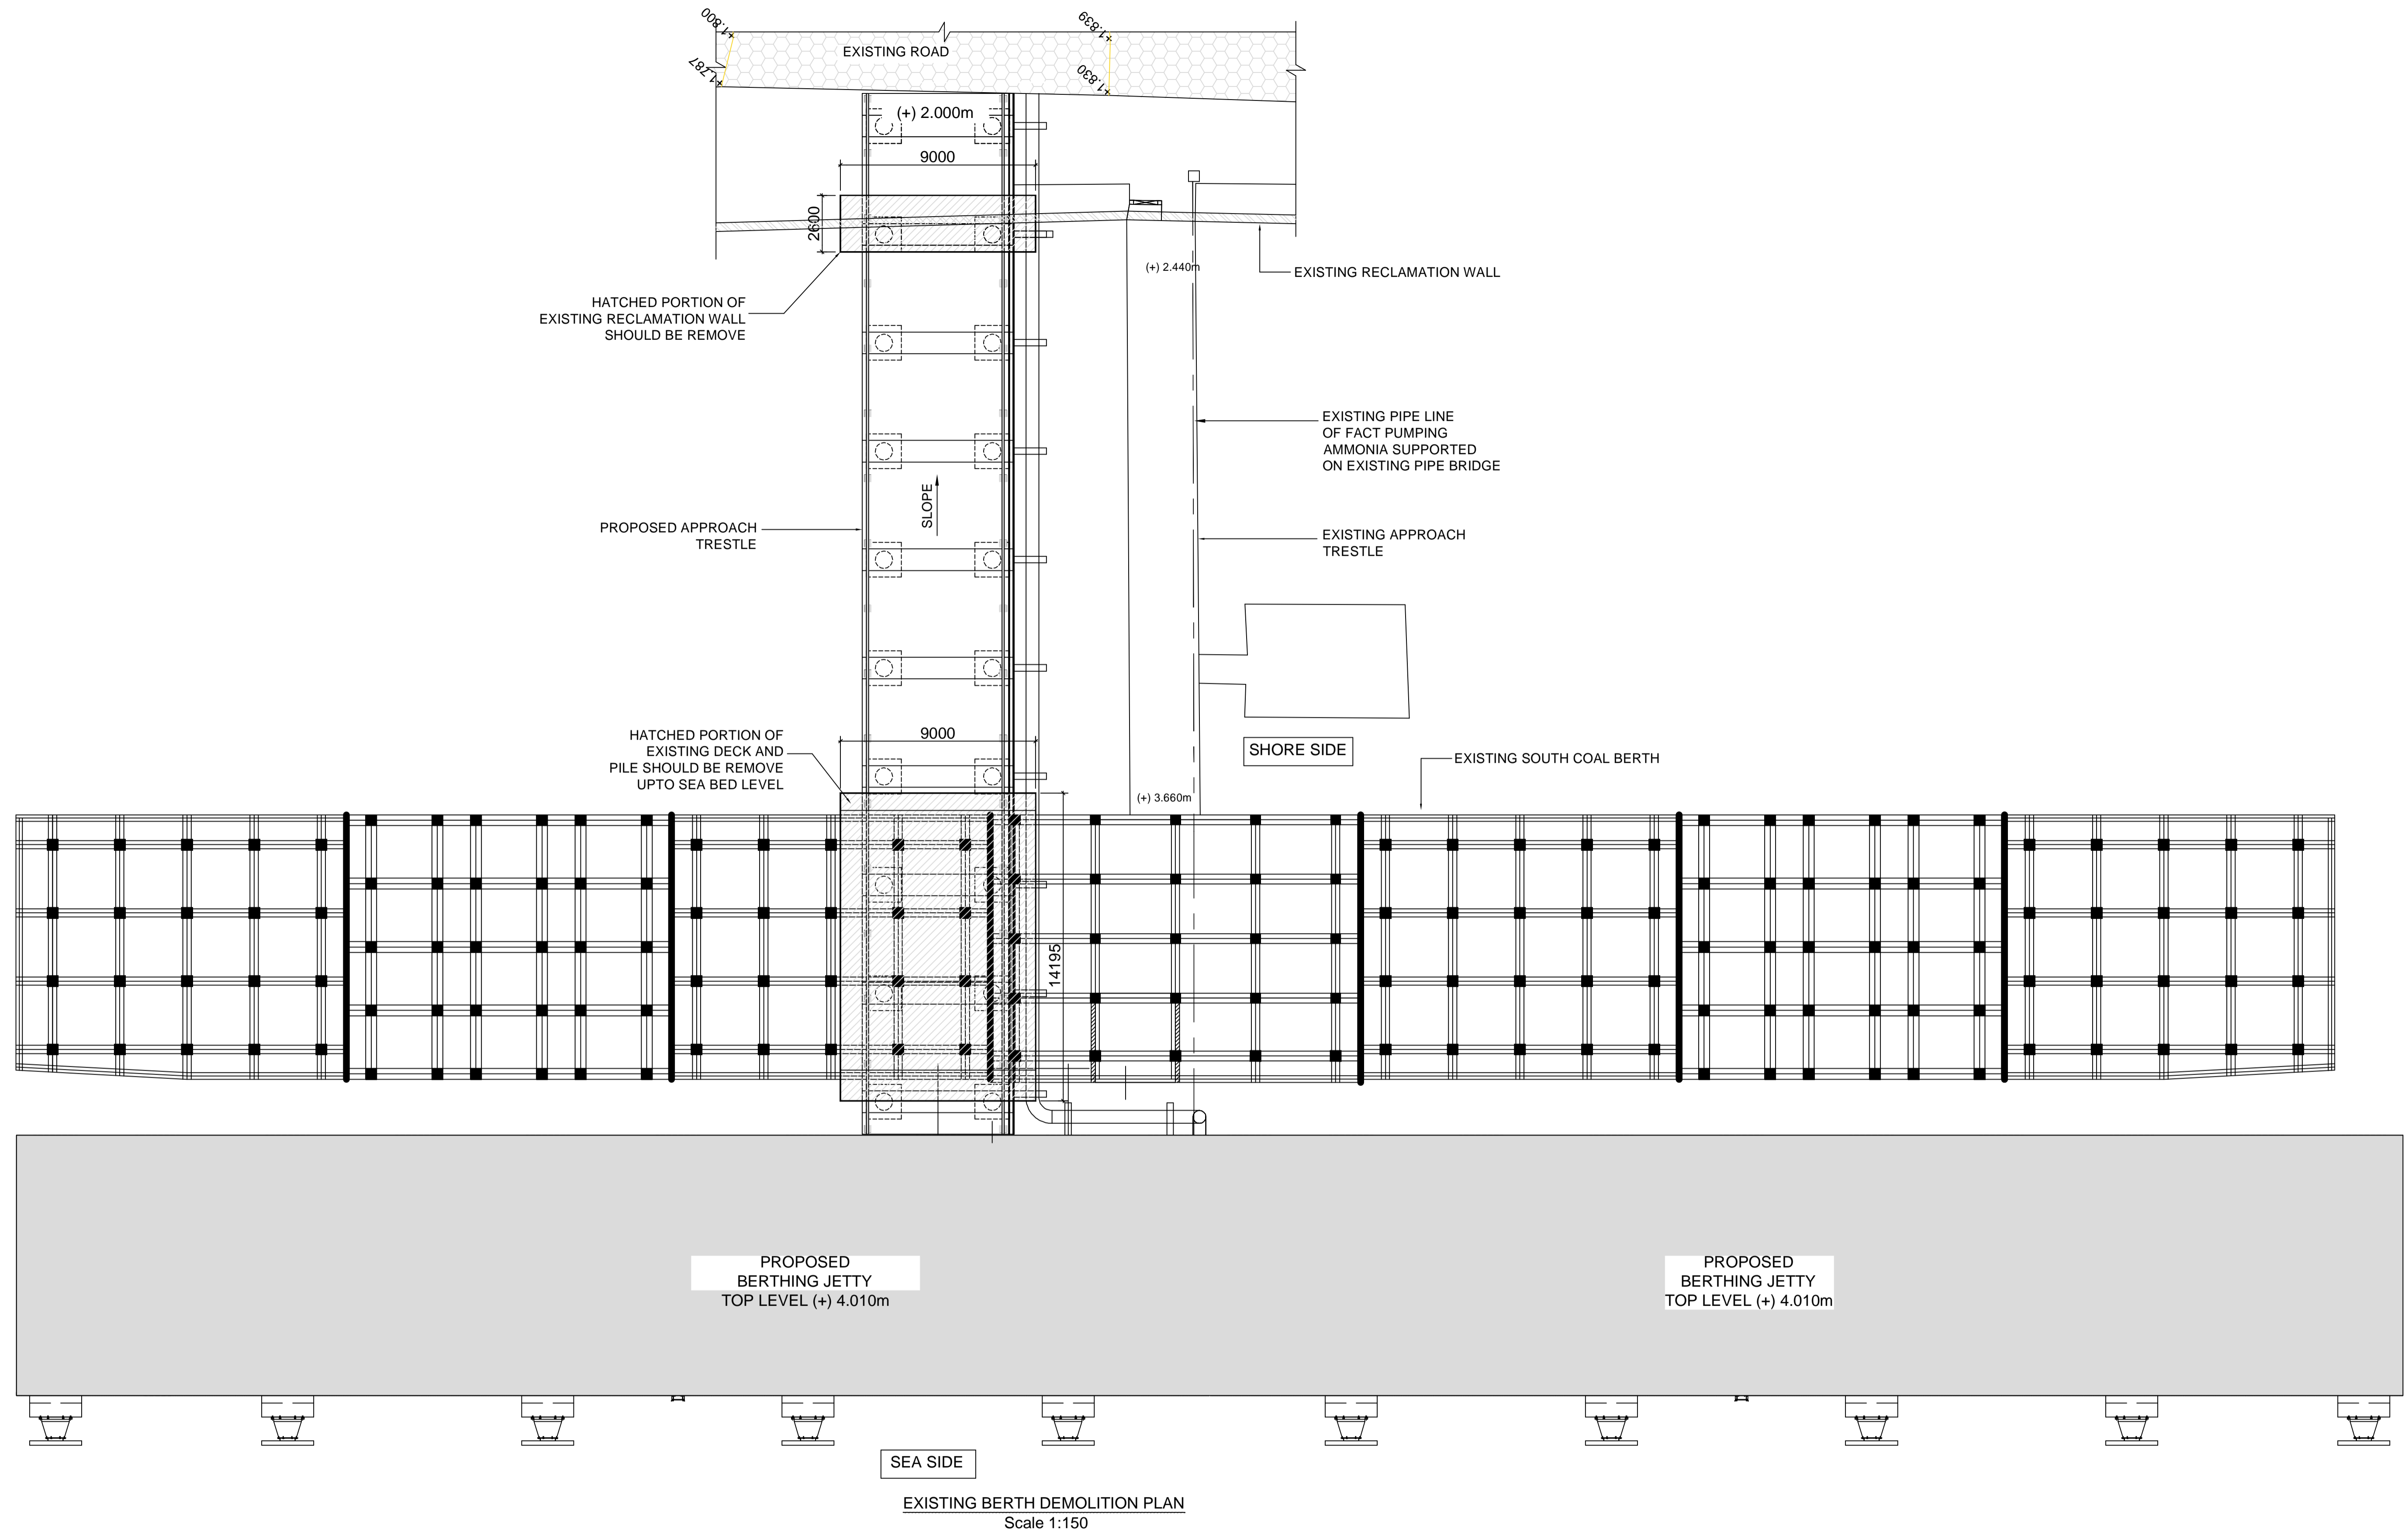 +1.800
+1.839
EXISTING ROAD
+1.787
+1.830
(+) 2.000m
9000
2600
(+) 2.440m
EXISTING RECLAMATION WALL
HATCHED PORTION OF
EXISTING RECLAMATION WALL
SHOULD BE REMOVE
EXISTING PIPE LINE
OF FACT PUMPING
AMMONIA SUPPORTED
ON EXISTING PIPE BRIDGE
SLOPE
PROPOSED APPROACH
TRESTLE
EXISTING APPROACH
TRESTLE
HATCHED PORTION OF
EXISTING DECK AND
PILE SHOULD BE REMOVE
UPTO SEA BED LEVEL
9000
SHORE SIDE
EXISTING SOUTH COAL BERTH
(+) 3.660m
14195
PROPOSED
BERTHING JETTY
TOP LEVEL (+) 4.010m
PROPOSED
BERTHING JETTY
TOP LEVEL (+) 4.010m
SEA SIDE
EXISTING BERTH DEMOLITION PLAN
Scale 1:150